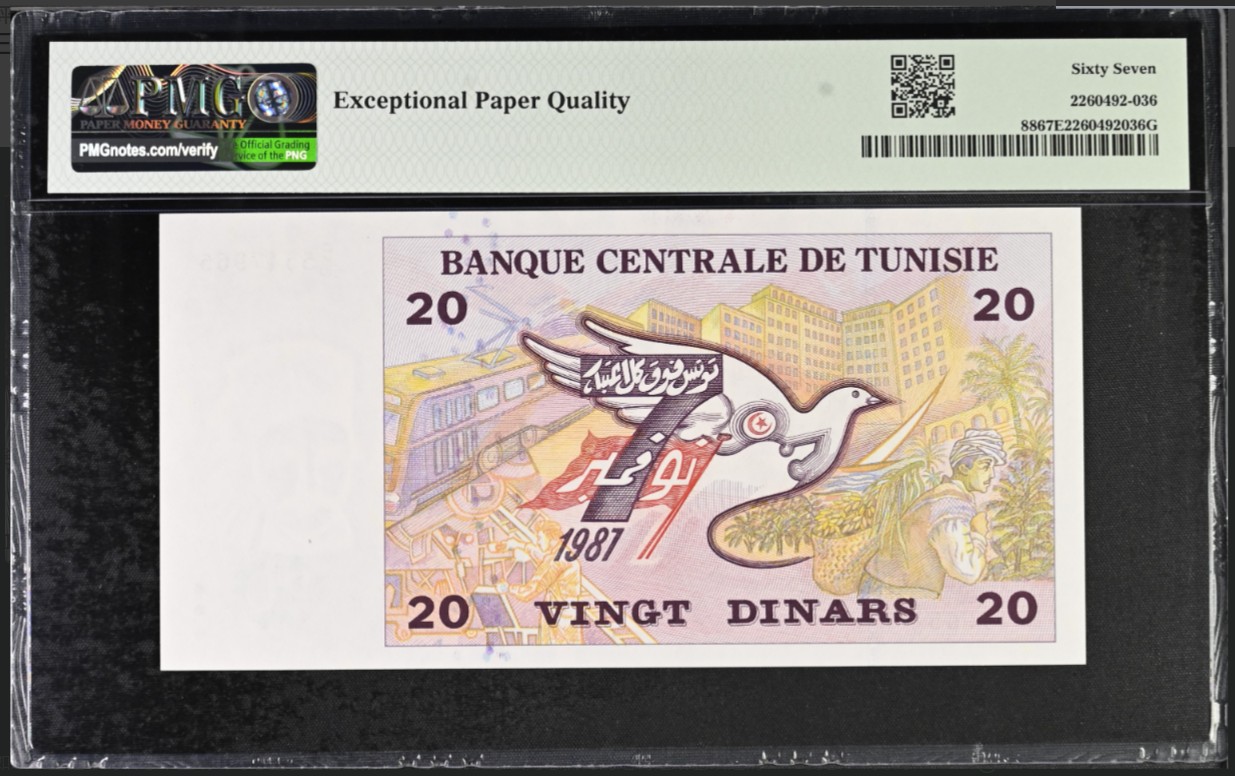 PMG
PAPER MONEY GUARANTY
PMGnotes.com/verify
Official Grading
vice of the PNG
Exceptional Paper Quality
Sixty Seven
2260492-036
8867E2260492036G
BANQUE CENTRALE DE TUNISIE
20
20
تونس فوق كل اعتبار
7
نوفمبر
1987
20 VINGT DINARS 20